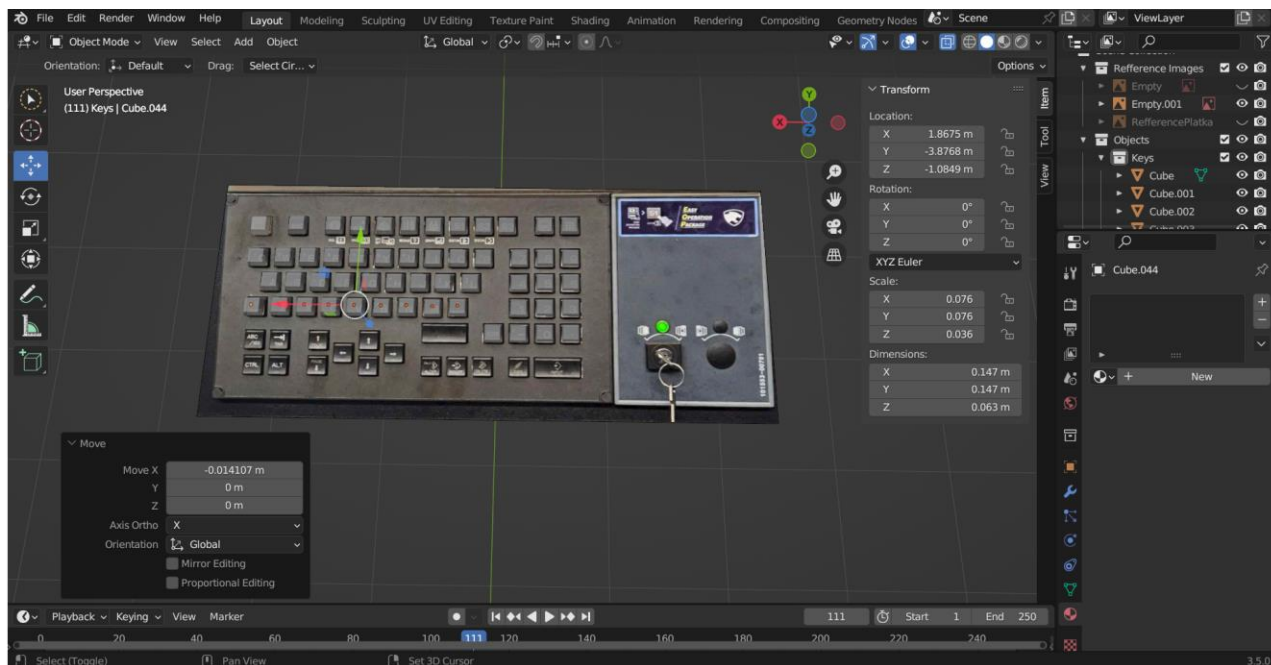 File Edit Render Window Help Layout Modeling Sculpting UV Editing Texture Paint Shading Animation Rendering Compositing Geometry Nodes Scene ViewLayer
Object Mode View Select Add Object Global
Orientation: Default Drag: Select Cir... Options
User Perspective
(111) Keys | Cube.044
Y
X
Z
Transform
Location:
X 1.8675 m
Y -3.8768 m
Z -1.0849 m
Rotation:
X 0°
Y 0°
Z 0°
XYZ Euler
Scale:
X 0.076
Y 0.076
Z 0.036
Dimensions:
X 0.147 m
Y 0.147 m
Z 0.063 m
Item
Tool
View
Refference Images
Empty
Empty.001
RefferencePlatka
Objects
Keys
Cube
Cube.001
Cube.002
Cube.044
New
EASY
OPERATION
PACKAGE
CTRL ALT
Move
Move X -0.014107 m
Y 0 m
Z 0 m
Axis Ortho X
Orientation Global
Mirror Editing
Proportional Editing
Playback Keying View Marker 111 Start 1 End 250
0 20 40 60 80 100 111 120 140 160 180 200 220 240
Select (Toggle) Pan View Set 3D Cursor 3.5.0